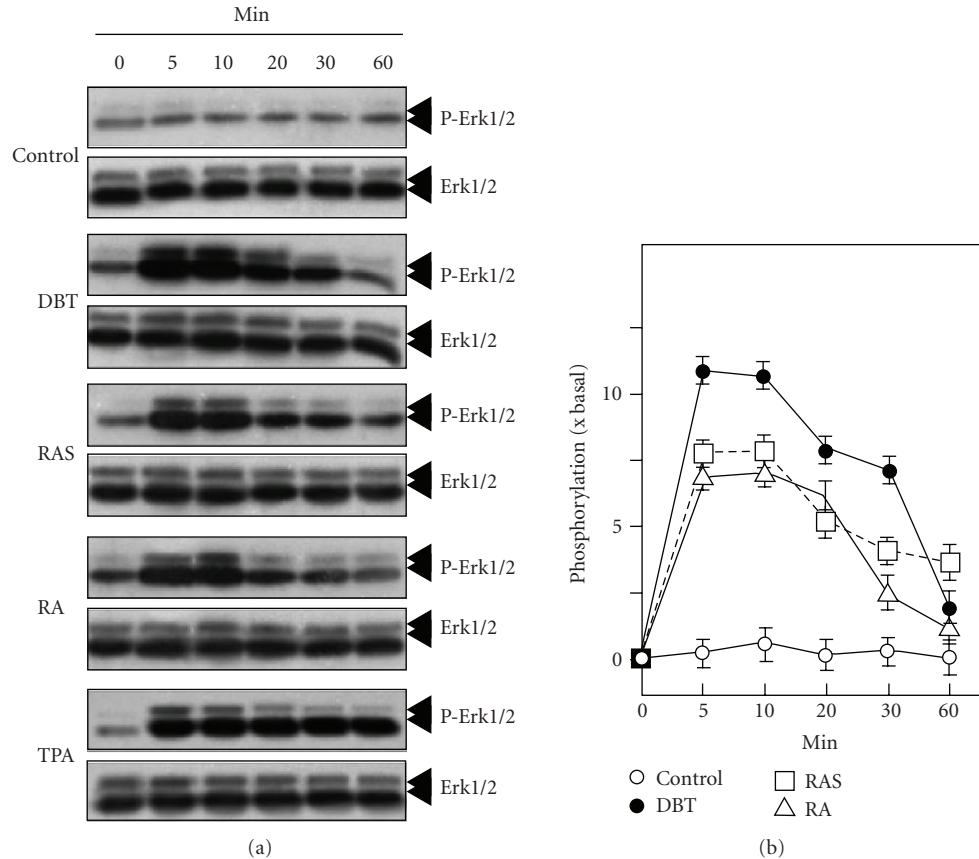 Min
0 5 10 20 30 60
P-Erk1/2
Control
Erk1/2
P-Erk1/2
DBT
Erk1/2
P-Erk1/2
RAS
Erk1/2
P-Erk1/2
RA
Erk1/2
P-Erk1/2
TPA
Erk1/2
(a)
Phosphorylation (x basal)
10
5
0
0 5 10 20 30 60
Min
Control
DBT
RAS
RA
(b)